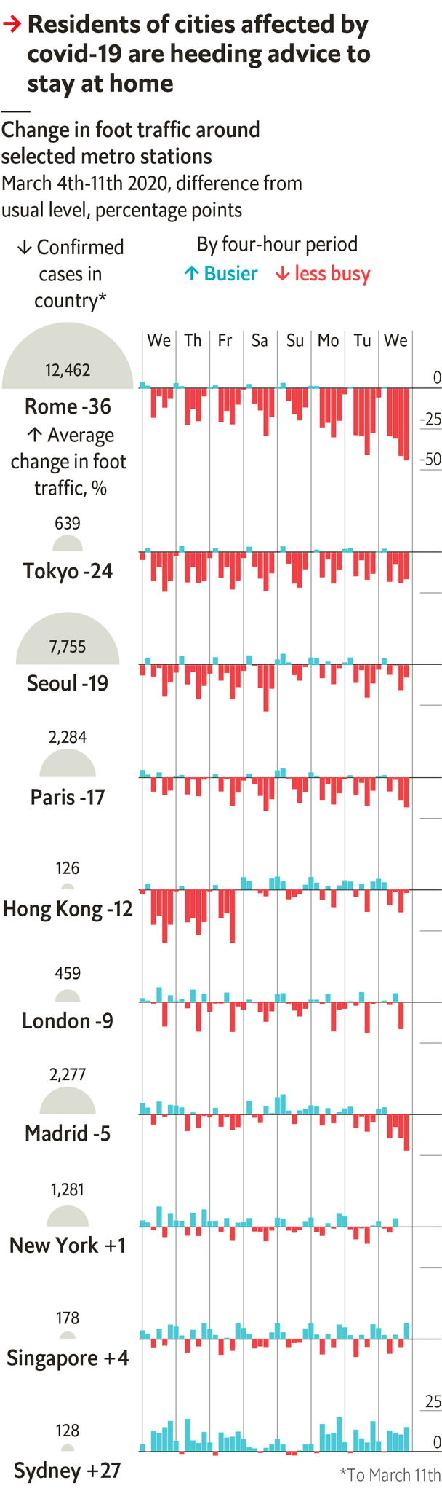 → Residents of cities affected by
covid-19 are heeding advice to
stay at home
Change in foot traffic around
selected metro stations
March 4th-11th 2020, difference from
usual level, percentage points
↓ Confirmed
cases in
country*
By four-hour period
↑ Busier ↓ less busy
We Th Fr Sa Su Mo Tu We
12,462
0
-25
-50
Rome -36
↑ Average
change in foot
traffic, %
639
Tokyo -24
7,755
Seoul -19
2,284
Paris -17
126
Hong Kong -12
459
London -9
2,277
Madrid -5
1,281
New York +1
178
Singapore +4
25
128
0
Sydney +27
*To March 11th